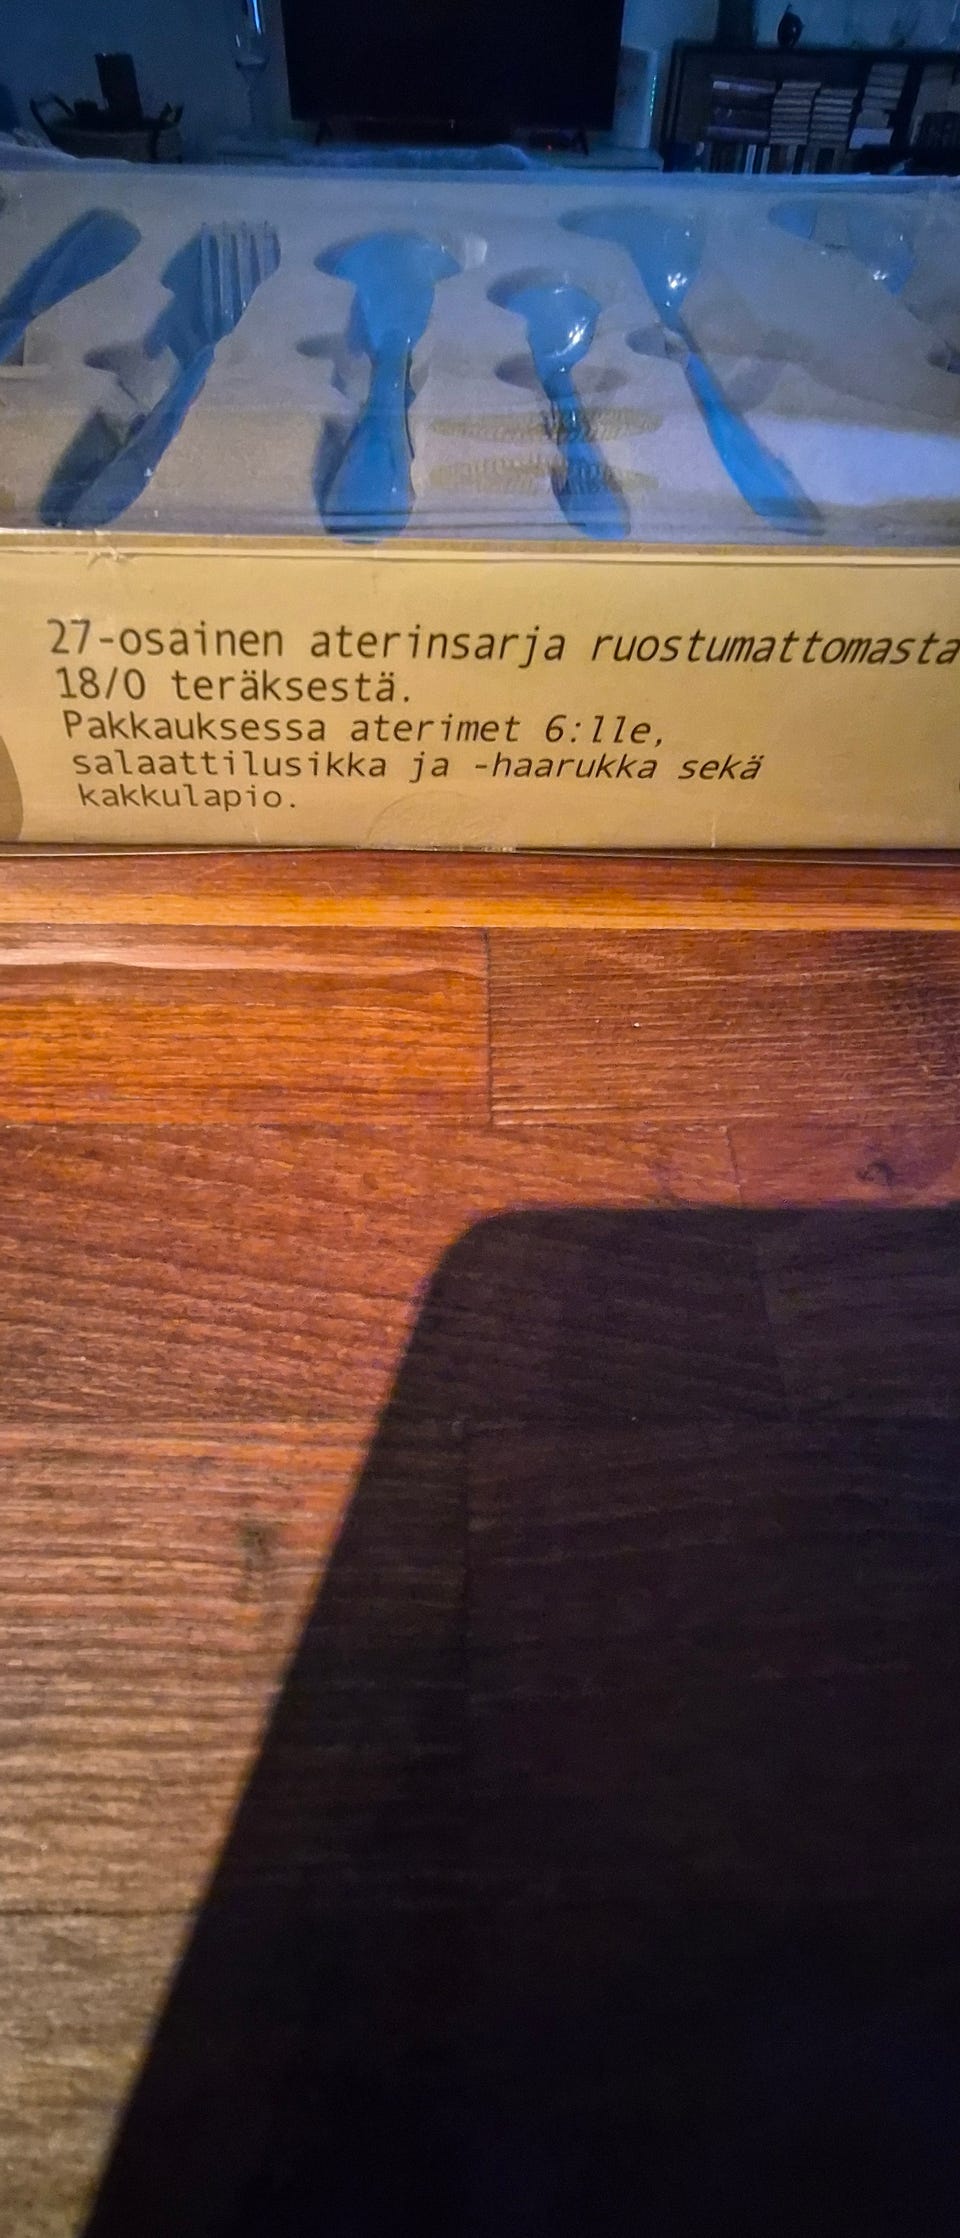 27-osainen aterinsarja ruostumattomasta
18/0 teräksestä.
Pakkauksessa aterimet 6:lle,
salaattilusikka ja -haarukka sekä
kakkulapio.